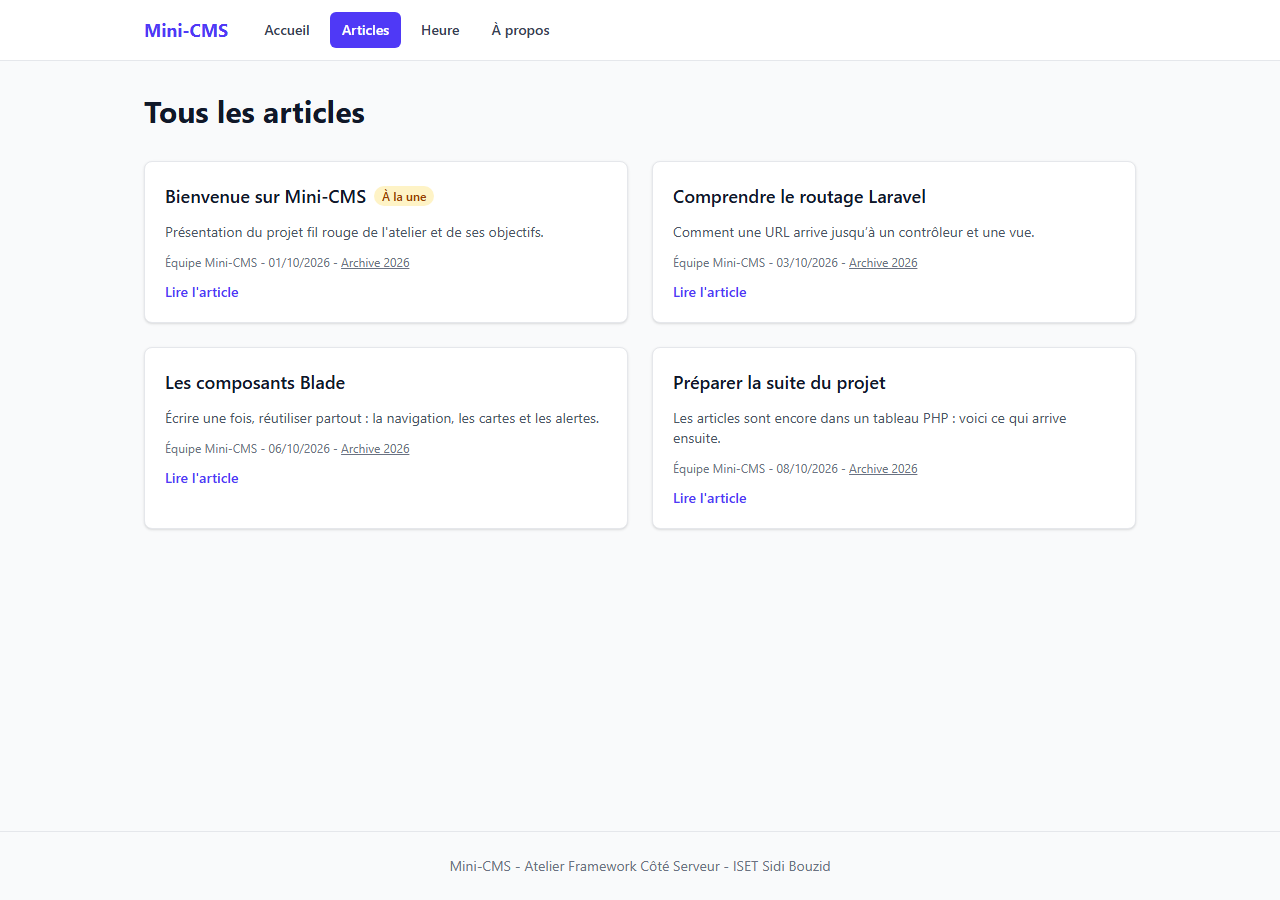 Mini-CMS Accueil Articles Heure À propos
Tous les articles
Bienvenue sur Mini-CMS À la une
Présentation du projet fil rouge de l'atelier et de ses objectifs.
Équipe Mini-CMS - 01/10/2026 - Archive 2026
Lire l'article
Comprendre le routage Laravel
Comment une URL arrive jusqu'à un contrôleur et une vue.
Équipe Mini-CMS - 03/10/2026 - Archive 2026
Lire l'article
Les composants Blade
Écrire une fois, réutiliser partout : la navigation, les cartes et les alertes.
Équipe Mini-CMS - 06/10/2026 - Archive 2026
Lire l'article
Préparer la suite du projet
Les articles sont encore dans un tableau PHP : voici ce qui arrive
ensuite.
Équipe Mini-CMS - 08/10/2026 - Archive 2026
Lire l'article
Mini-CMS - Atelier Framework Côté Serveur - ISET Sidi Bouzid